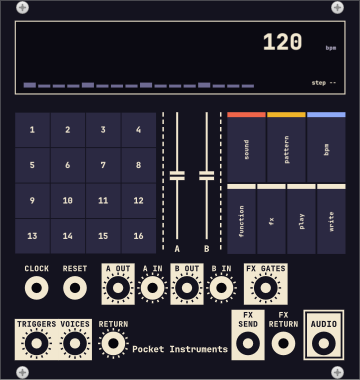 120 bpm
step --
1 2 3 4
5 6 7 8
9 10 11 12
13 14 15 16
A B
sound pattern bpm
function fx play write
CLOCK RESET A OUT A IN B OUT B IN FX GATES
TRIGGERS VOICES RETURN
Pocket Instruments
FX SEND
FX RETURN
AUDIO